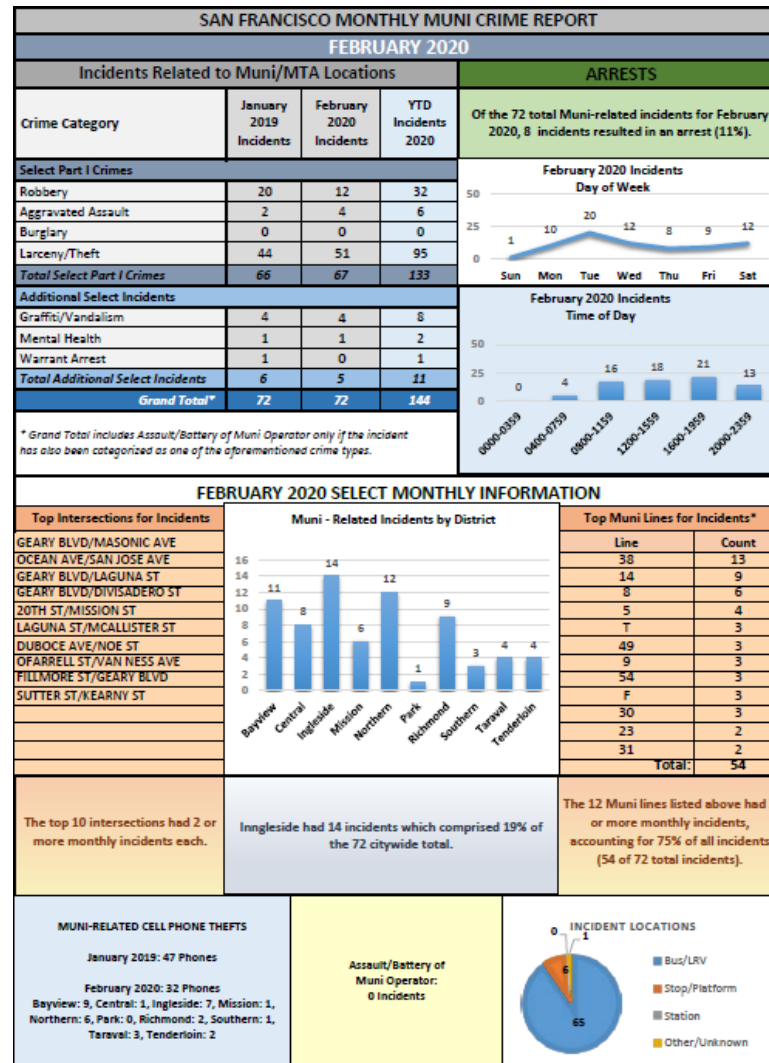 SAN FRANCISCO MONTHLY MUNI CRIME REPORT
FEBRUARY 2020
Incidents Related to Muni/MTA Locations
Crime Category January 2019 Incidents February 2020 Incidents YTD Incidents 2020
Select Part I Crimes
Robbery 20 12 32
Aggravated Assault 2 4 6
Burglary 0 0 0
Larceny/Theft 44 51 95
Total Select Part I Crimes 66 67 133
Additional Select Incidents
Graffiti/Vandalism 4 4 8
Mental Health 1 1 2
Warrant Arrest 1 0 1
Total Additional Select Incidents 6 5 11
Grand Total* 72 72 144
* Grand Total includes Assault/Battery of Muni Operator only if the incident
has also been categorized as one of the aforementioned crime types.
ARRESTS
Of the 72 total Muni-related incidents for February
2020, 8 incidents resulted in an arrest (11%).
February 2020 Incidents
Day of Week
50
25
0
1 10 20 12 8 9 12
Sun Mon Tue Wed Thu Fri Sat
February 2020 Incidents
Time of Day
50
25
0
0 4 16 18 21 13
0000-0359 0400-0759 0800-1159 1200-1559 1600-1959 2000-2359
FEBRUARY 2020 SELECT MONTHLY INFORMATION
Top Intersections for Incidents
GEARY BLVD/MASONIC AVE
OCEAN AVE/SAN JOSE AVE
GEARY BLVD/LAGUNA ST
GEARY BLVD/DIVISADERO ST
20TH ST/MISSION ST
LAGUNA ST/MCALLISTER ST
DUBOCE AVE/NOE ST
OFARRELL ST/VAN NESS AVE
FILLMORE ST/GEARY BLVD
SUTTER ST/KEARNY ST
Muni - Related Incidents by District
16
14
12
10
8
6
4
2
0
11 8 14 6 12 1 9 3 4 4
Bayview Central Ingleside Mission Northern Park Richmond Southern Taraval Tenderloin
Top Muni Lines for Incidents*
Line Count
38 13
14 9
8 6
5 4
T 3
49 3
9 3
54 3
F 3
30 3
23 2
31 2
Total: 54
The top 10 intersections had 2 or
more monthly incidents each.
Inngleside had 14 incidents which comprised 19% of
the 72 citywide total.
The 12 Muni lines listed above had
or more monthly incidents,
accounting for 75% of all incidents
(54 of 72 total incidents).
MUNI-RELATED CELL PHONE THEFTS
January 2019: 47 Phones
February 2020: 32 Phones
Bayview: 9, Central: 1, Ingleside: 7, Mission: 1,
Northern: 6, Park: 0, Richmond: 2, Southern: 1,
Taraval: 3, Tenderloin: 2
Assault/Battery of
Muni Operator:
0 Incidents
INCIDENT LOCATIONS
0 1
6
65
Bus/LRV
Stop/Platform
Station
Other/Unknown